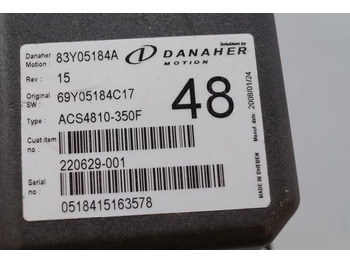 Solutions by
Danaher Motion : 83Y05184A
DANAHER
MOTION
Rev : 15
Original SW : 69Y05184C17
48
Type : ACS4810-350F
Cust item no :
220629-001
Serial no :
0518415163578
Manuf. date: 2008/01/24
MADE IN SWEDEN